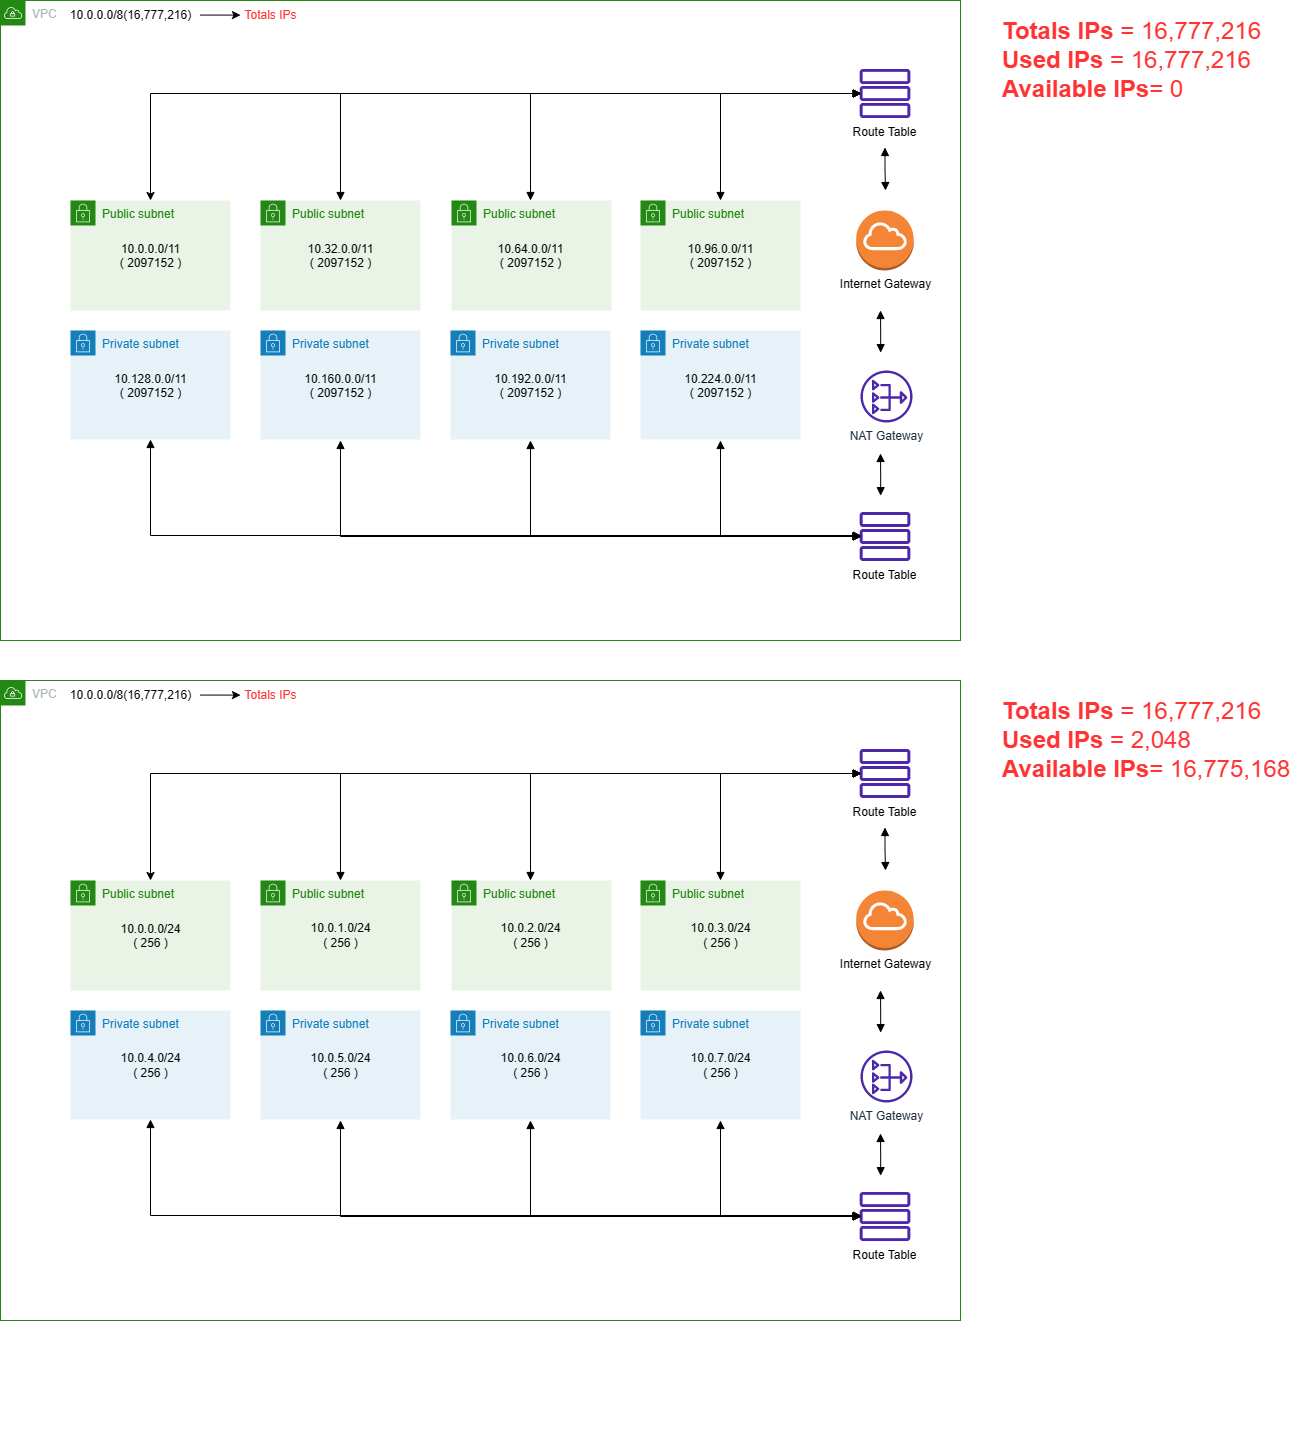 VPC 10.0.0.0/8(16,777,216) Totals IPs
Totals IPs = 16,777,216
Used IPs = 16,777,216
Available IPs= 0
Route Table
Public subnet
10.0.0.0/11
( 2097152 )
Public subnet
10.32.0.0/11
( 2097152 )
Public subnet
10.64.0.0/11
( 2097152 )
Public subnet
10.96.0.0/11
( 2097152 )
Internet Gateway
Private subnet
10.128.0.0/11
( 2097152 )
Private subnet
10.160.0.0/11
( 2097152 )
Private subnet
10.192.0.0/11
( 2097152 )
Private subnet
10.224.0.0/11
( 2097152 )
NAT Gateway
Route Table
VPC 10.0.0.0/8(16,777,216) Totals IPs
Totals IPs = 16,777,216
Used IPs = 2,048
Available IPs= 16,775,168
Route Table
Public subnet
10.0.0.0/24
( 256 )
Public subnet
10.0.1.0/24
( 256 )
Public subnet
10.0.2.0/24
( 256 )
Public subnet
10.0.3.0/24
( 256 )
Internet Gateway
Private subnet
10.0.4.0/24
( 256 )
Private subnet
10.0.5.0/24
( 256 )
Private subnet
10.0.6.0/24
( 256 )
Private subnet
10.0.7.0/24
( 256 )
NAT Gateway
Route Table